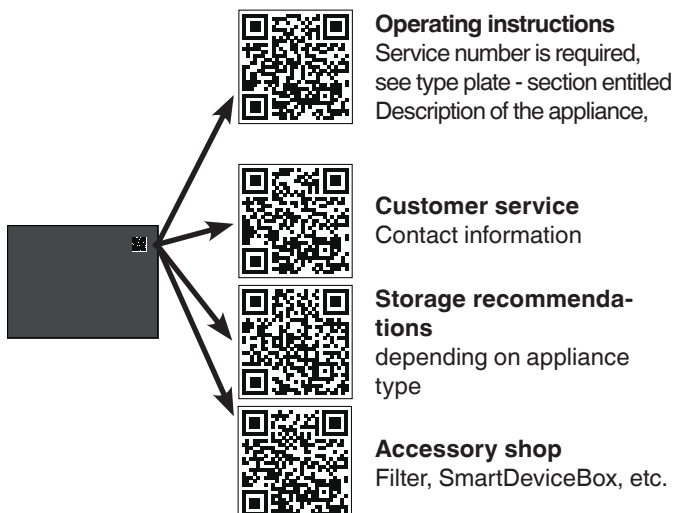 Operating instructions
Service number is required,
see type plate - section entitled
Description of the appliance,
Customer service
Contact information
Storage recommenda-
tions
depending on appliance
type
Accessory shop
Filter, SmartDeviceBox, etc.